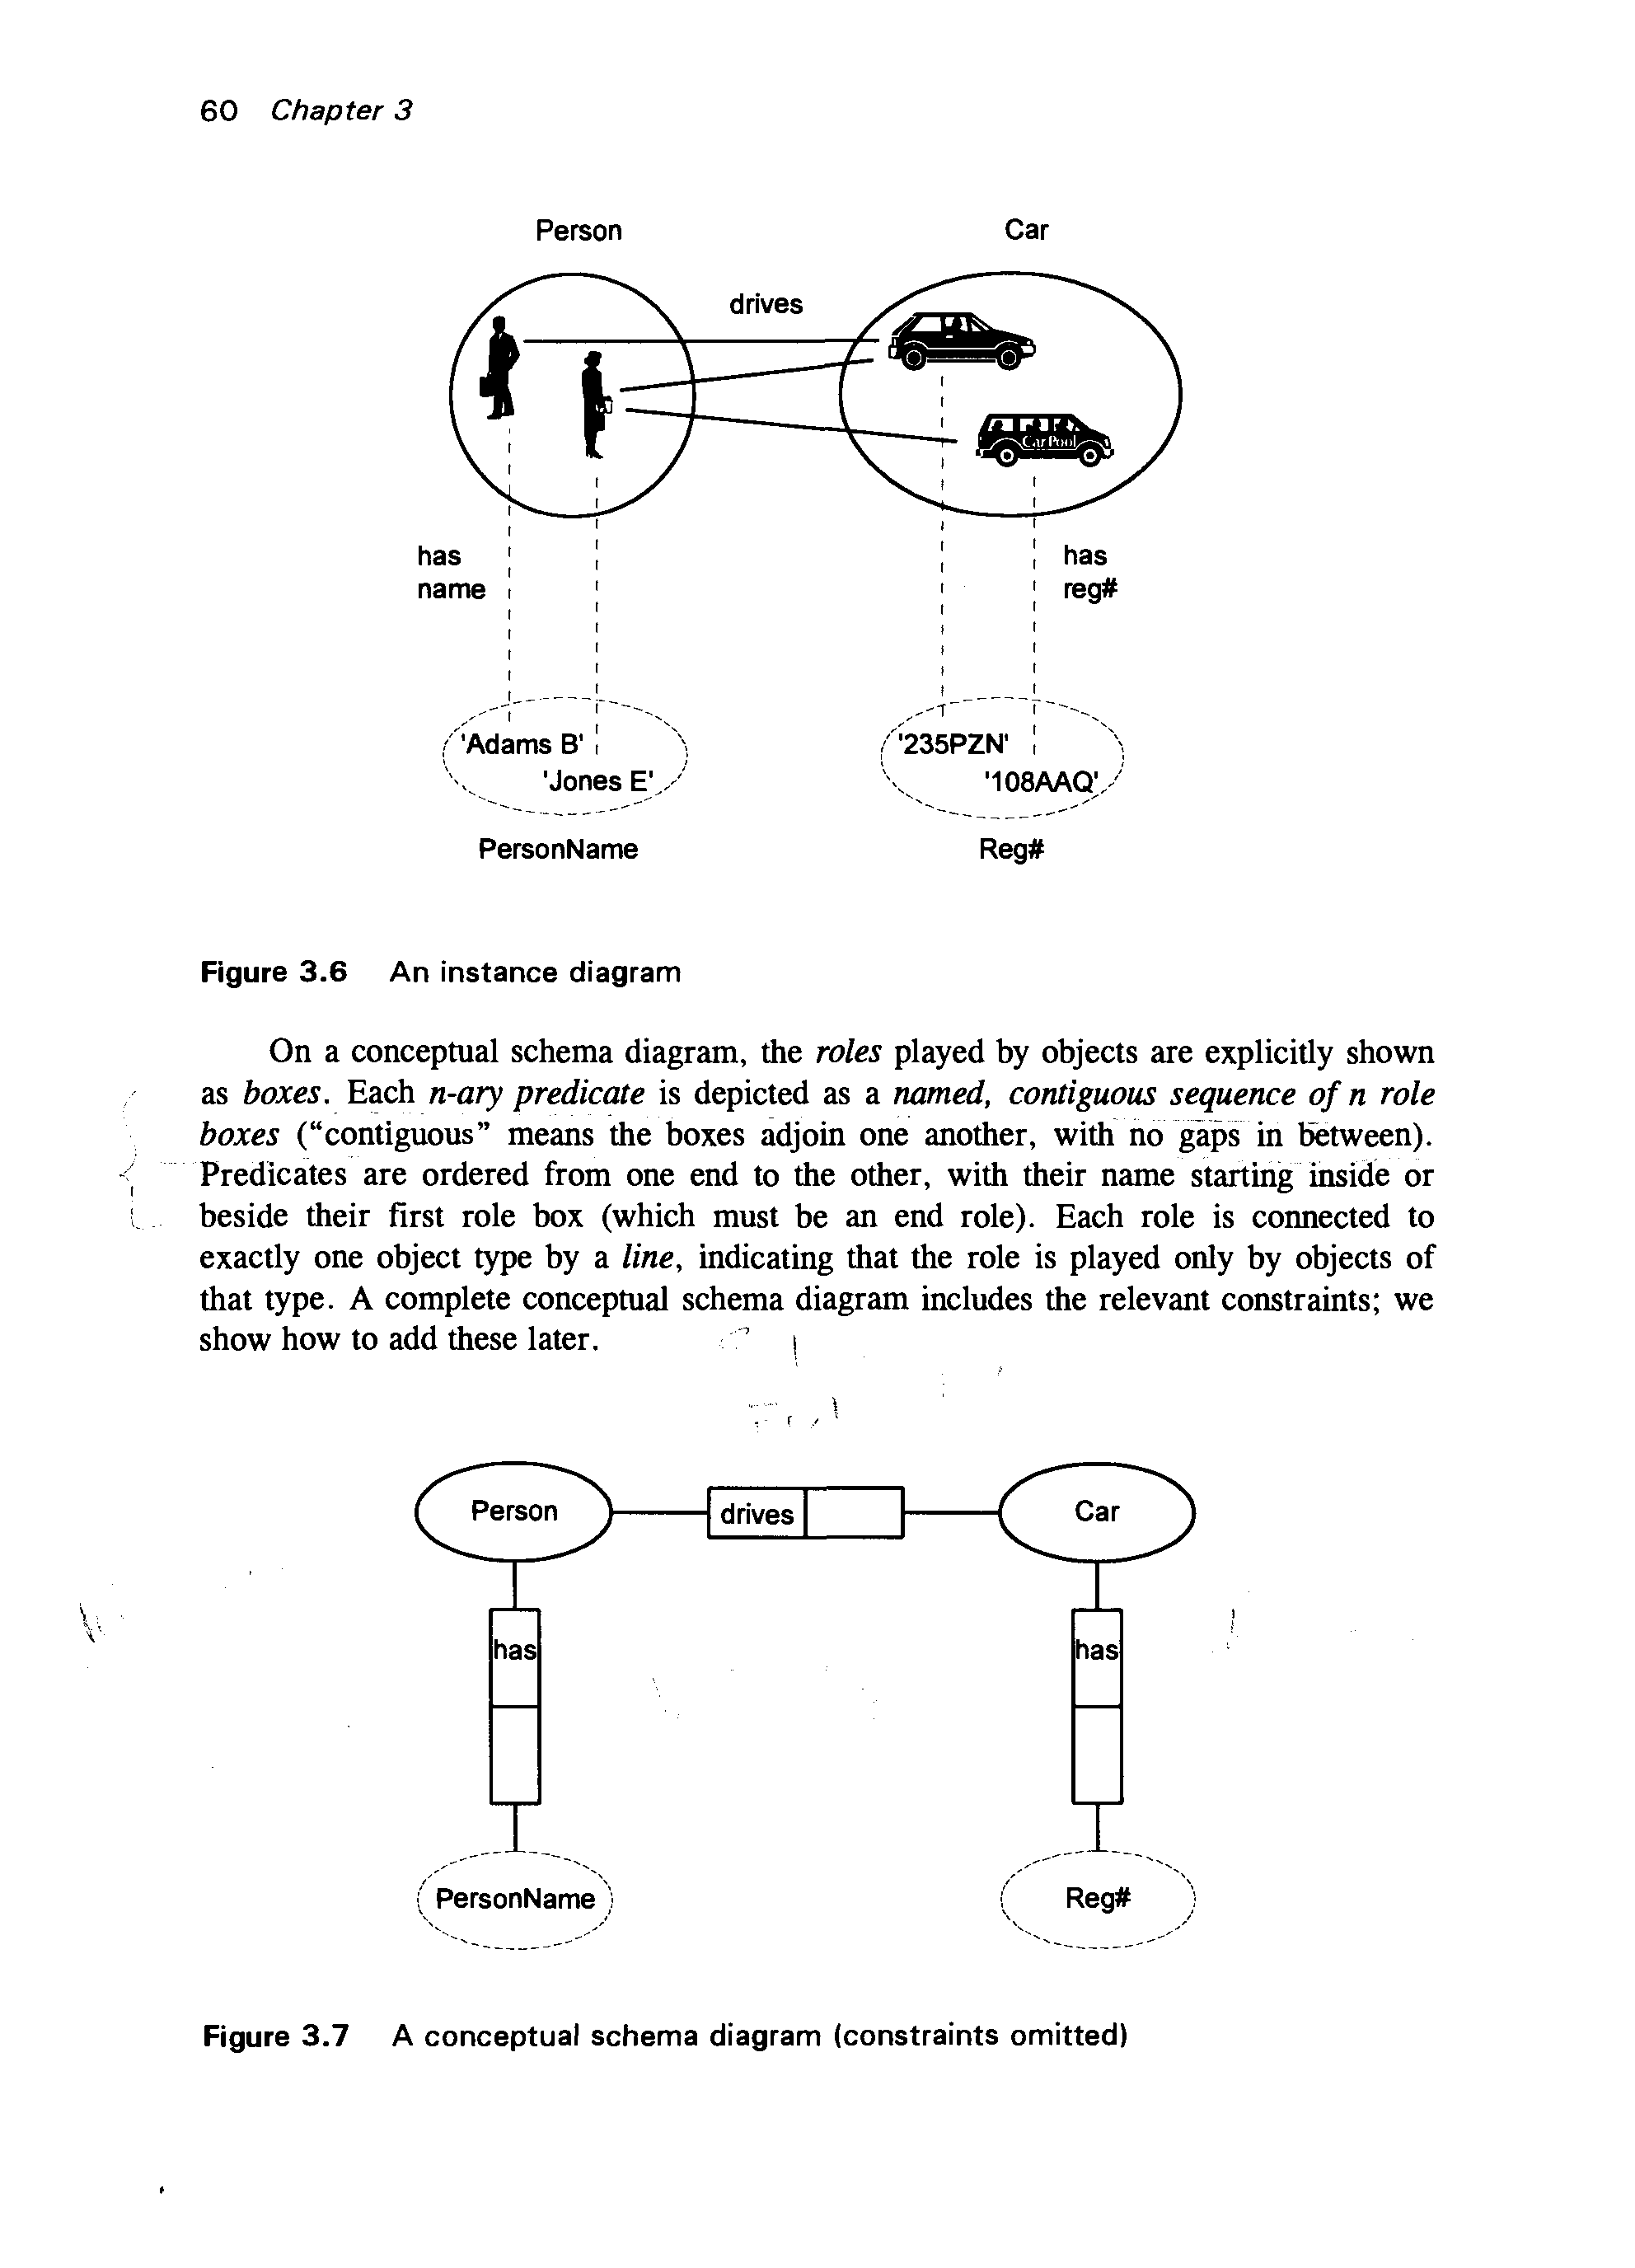 60 Chapter 3
Person Car
drives
Car Pool
has has
name reg#
'Adams B' '235PZN'
'Jones E' '108AAQ'
PersonName Reg#
Figure 3.6 An instance diagram
On a conceptual schema diagram, the roles played by objects are explicitly shown
as boxes. Each n-ary predicate is depicted as a named, contiguous sequence of n role
boxes (“contiguous” means the boxes adjoin one another, with no gaps in between).
Predicates are ordered from one end to the other, with their name starting inside or
beside their first role box (which must be an end role). Each role is connected to
exactly one object type by a line, indicating that the role is played only by objects of
that type. A complete conceptual schema diagram includes the relevant constraints; we
show how to add these later.
Person drives Car
has has
PersonName Reg#
Figure 3.7 A conceptual schema diagram (constraints omitted)